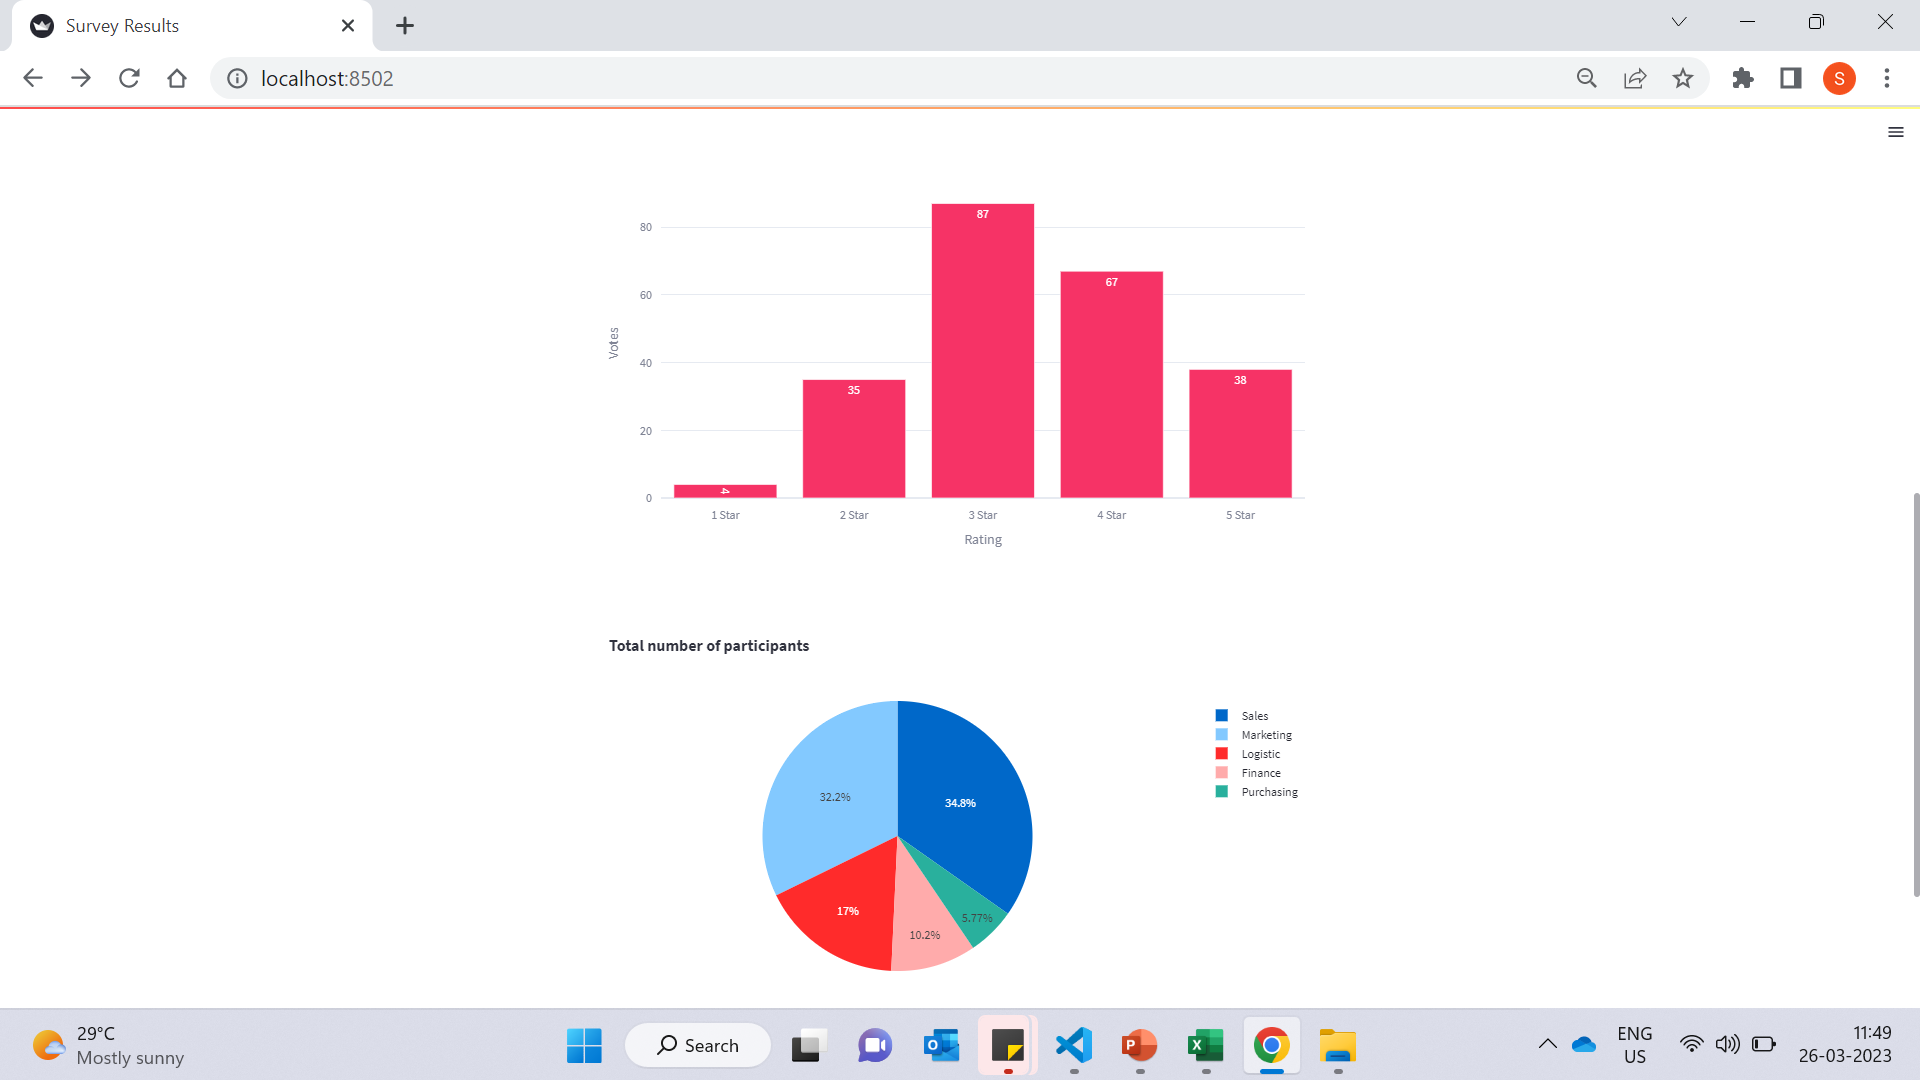 Survey Results
localhost:8502
S
80
60
40
20
0
Votes
4
35
87
67
38
1 Star
2 Star
3 Star
4 Star
5 Star
Rating
Total number of participants
Sales
Marketing
Logistic
Finance
Purchasing
32.2%
34.8%
17%
10.2%
5.77%
29°C
Mostly sunny
Search
ENG
US
11:49
26-03-2023